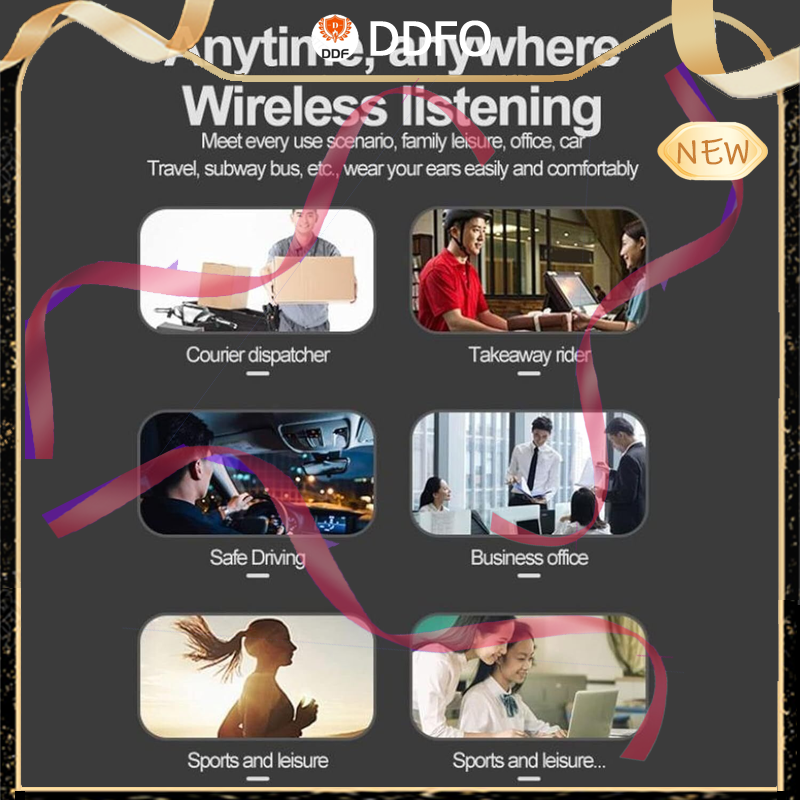 DDF
DDFO
Anytime, anywhere
Wireless listening
Meet every use scenario, family leisure, office, car
Travel, subway bus, etc., wear your ears easily and comfortably
NEW
Courier dispatcher
Takeaway rider
Safe Driving
Business office
Sports and leisure
Sports and leisure...